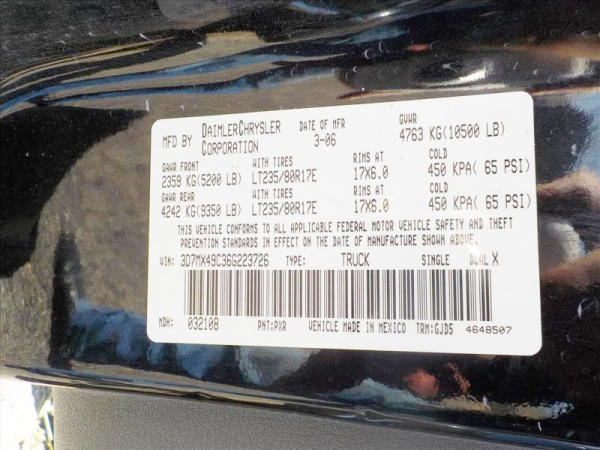 MFD BY DAIMLERCHRYSLER CORPORATION DATE OF MFR 3-06 GVWR 4763 KG(10500 LB)
GAWR FRONT WITH TIRES RIMS AT COLD
2359 KG(5200 LB) LT235/80R17E 17X6.0 450 KPA( 65 PSI)
GAWR REAR WITH TIRES RIMS AT COLD
4242 KG(9350 LB) LT235/80R17E 17X6.0 450 KPA( 65 PSI)
THIS VEHICLE CONFORMS TO ALL APPLICABLE FEDERAL MOTOR VEHICLE SAFETY AND THEFT
PREVENTION STANDARDS IN EFFECT ON THE DATE OF MANUFACTURE SHOWN ABOVE.
VIN: 3D7MX49C36G223726 TYPE: TRUCK SINGLE DUAL X
MDH: 032108 PNT:PXR VEHICLE MADE IN MEXICO TRM:GJD5 4648507